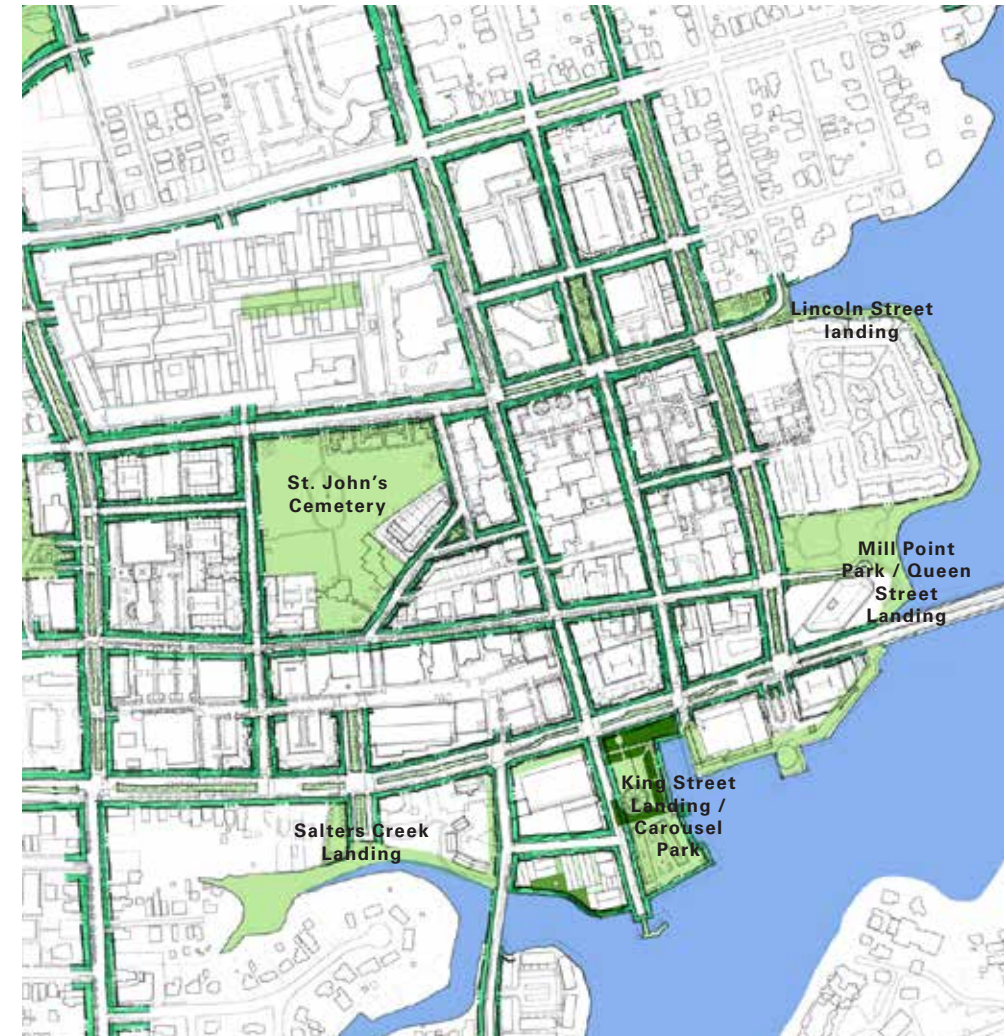 Lincoln Street
landing
St. John's
Cemetery
Mill Point
Park / Queen
Street
Landing
King Street
Landing /
Carousel
Park
Salters Creek
Landing